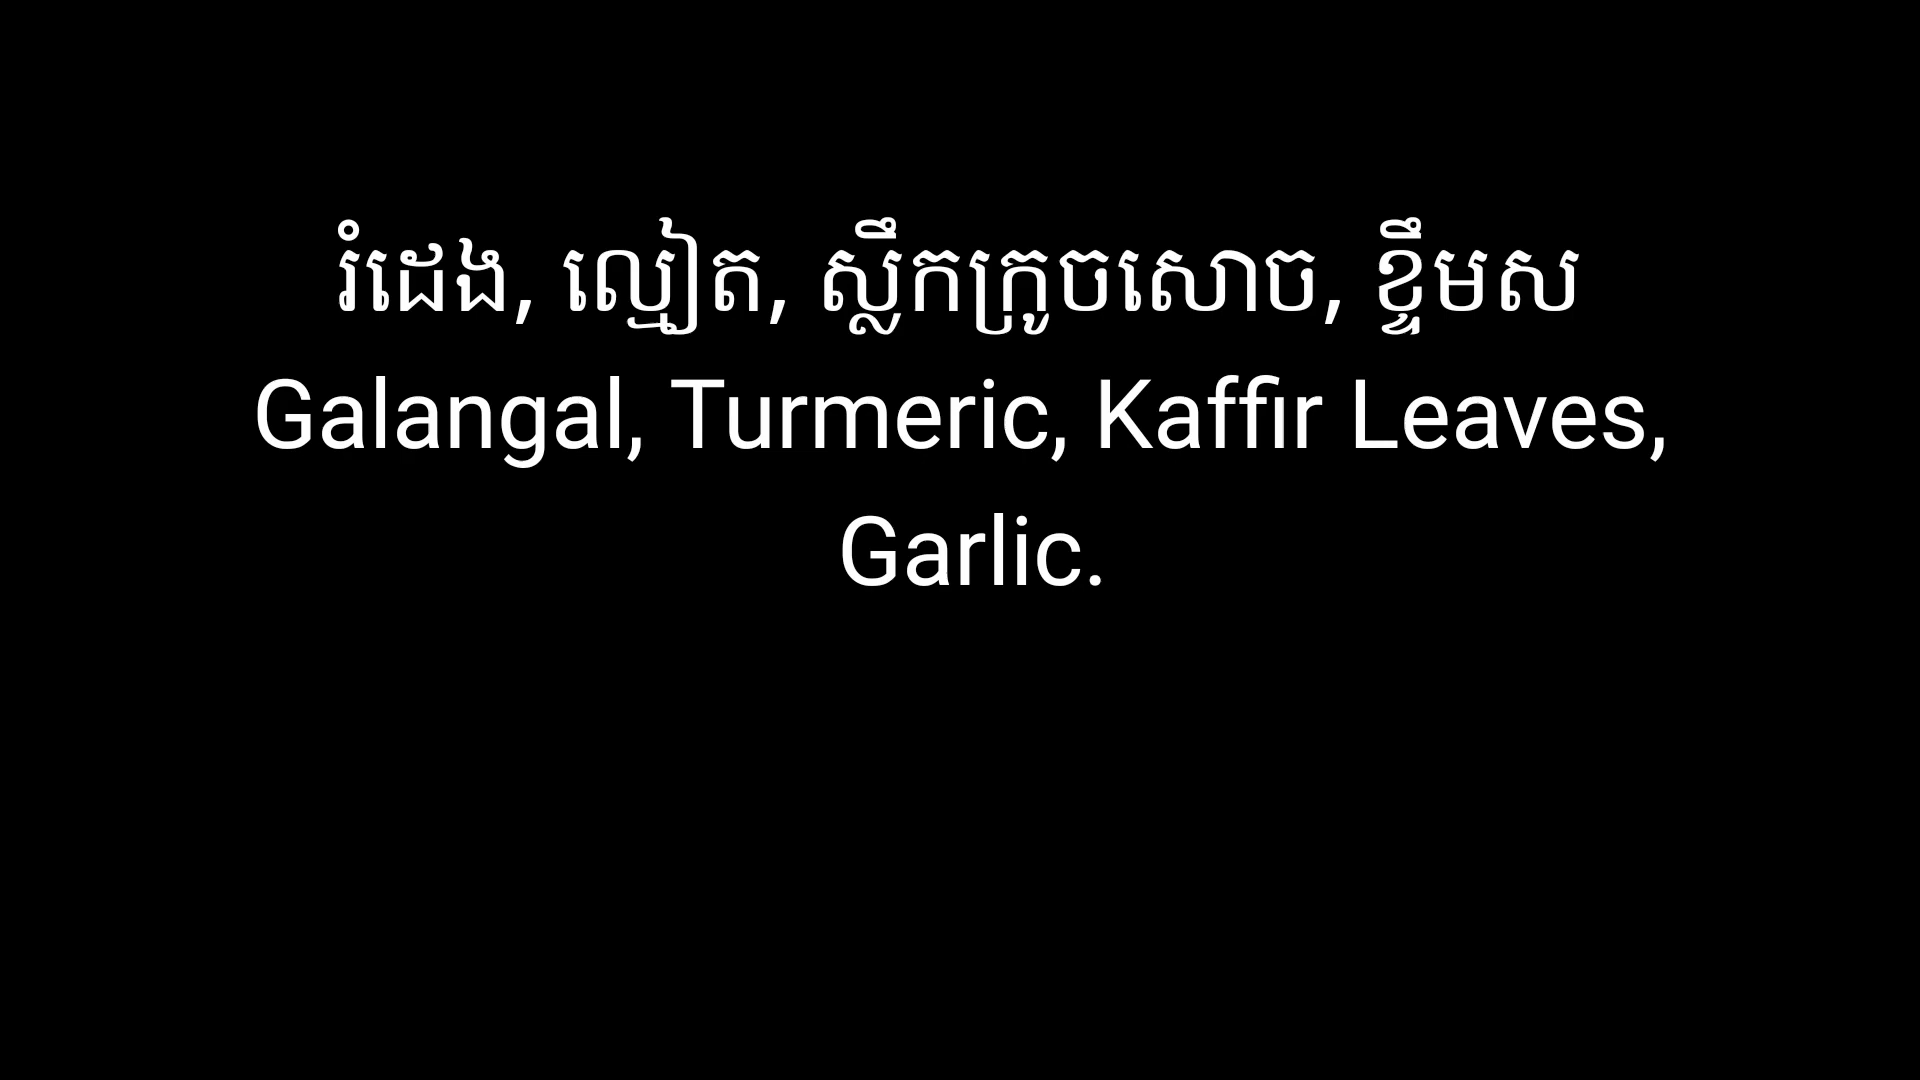 រំដេង, ល្មៀត, ស្លឹកក្រូចសោច, ខ្ទឹមស
Galangal, Turmeric, Kaffir Leaves,
Garlic.